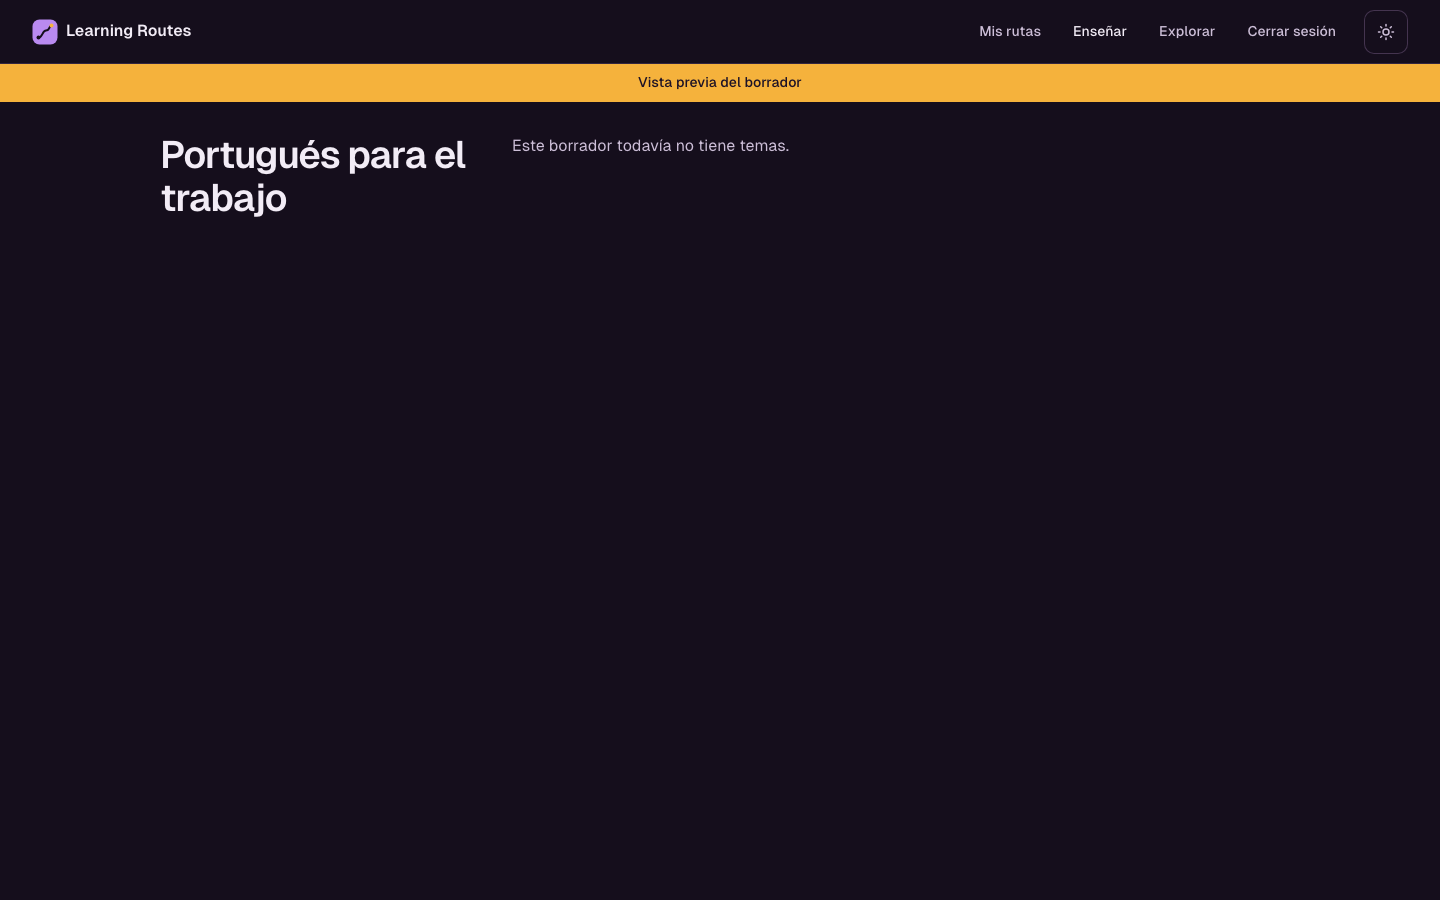 Learning Routes
Mis rutas
Enseñar
Explorar
Cerrar sesión
Vista previa del borrador
Portugués para el
trabajo
Este borrador todavía no tiene temas.